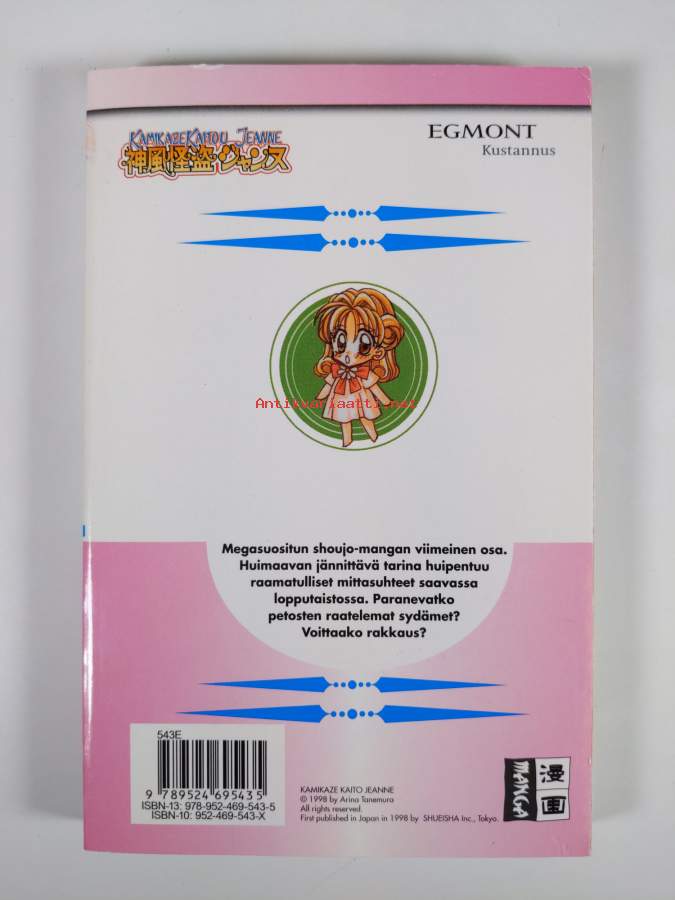 KAMIKAZE KAITOU JEANNE
神風怪盗ジャンヌ
EGMONT
Kustannus
Antikvariaatti.net
Megasuositun shoujo-mangan viimeinen osa.
Huimaavan jännittävä tarina huipentuu
raamatulliset mittasuhteet saavassa
lopputaistossa. Paranevatko
petosten raatelemat sydämet?
Voittaako rakkaus?
543E
9 789524 695435
ISBN-13: 978-952-469-543-5
ISBN-10: 952-469-543-X
KAMIKAZE KAITO JEANNE
© 1998 by Arina Tanemura
All rights reserved.
First published in Japan in 1998 by SHUEISHA Inc., Tokyo.
MANGA
漫画